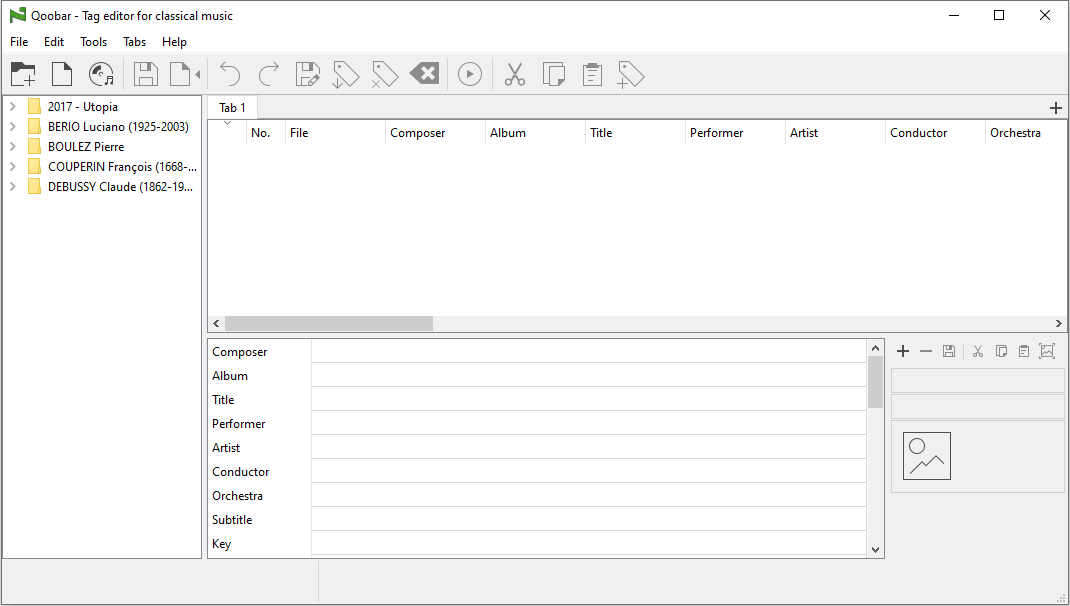 Qoobar - Tag editor for classical music
File Edit Tools Tabs Help
2017 - Utopia
BERIO Luciano (1925-2003)
BOULEZ Pierre
COUPERIN François (1668-...
DEBUSSY Claude (1862-19...
Tab 1
No. File Composer Album Title Performer Artist Conductor Orchestra
Composer
Album
Title
Performer
Artist
Conductor
Orchestra
Subtitle
Key